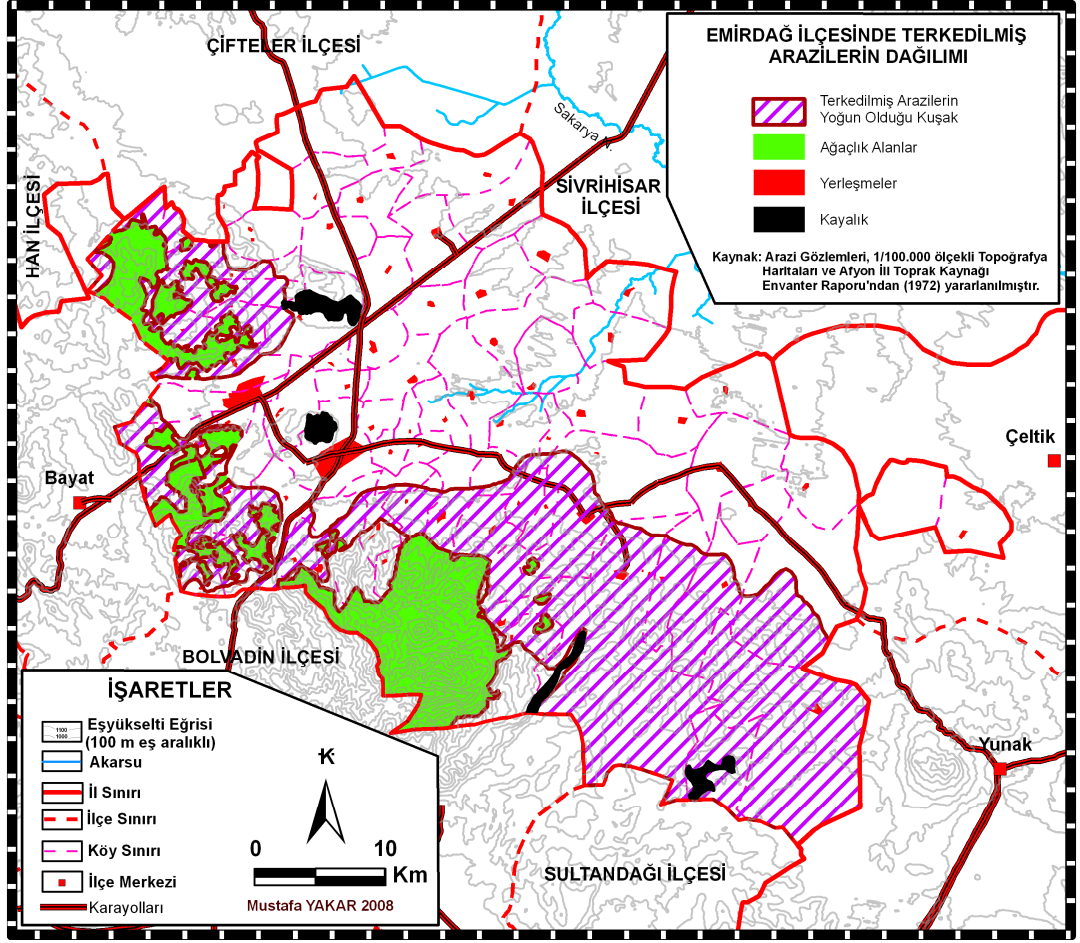 ÇİFTELER İLÇESİ
EMİRDAĞ İLÇESİNDE TERKEDİLMİŞ
ARAZİLERİN DAĞILIMI
Terkedilmiş Arazilerin
Yoğun Olduğu Kuşak
Ağaçlık Alanlar
Yerleşmeler
Kayalık
Kaynak: Arazi Gözlemleri, 1/100.000 ölçekli Topoğrafya
Haritaları ve Afyon İli Toprak Kaynağı
Envanter Raporu'ndan (1972) yararlanılmıştır.
Sakarya N.
SİVRİHİSAR
İLÇESİ
HAN İLÇESİ
Çeltik
Bayat
BOLVADİN İLÇESİ
Yunak
SULTANDAĞI İLÇESİ
İŞARETLER
1100
1000
Eşyükselti Eğrisi
(100 m eş aralıklı)
Akarsu
İl Sınırı
İlçe Sınırı
Köy Sınırı
İlçe Merkezi
Karayolları
K
0 10
Km
Mustafa YAKAR 2008